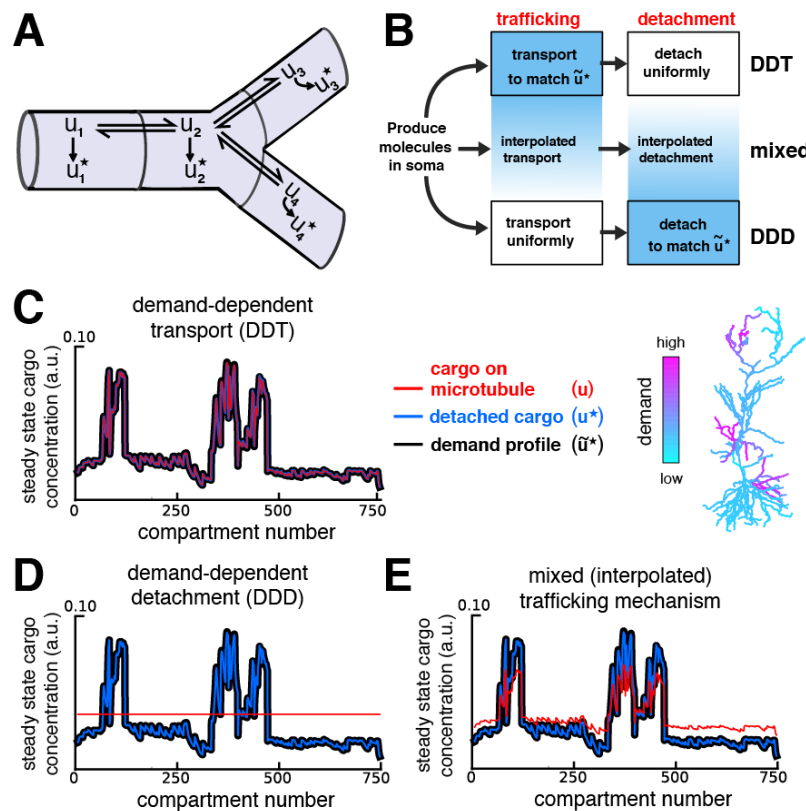 A
u₁
u₂
u₃
u₃*
u₁*
u₂*
u₄
u₄*
B
trafficking
detachment
transport
to match ũ*
detach
uniformly
DDT
Produce
molecules
in soma
interpolated
transport
interpolated
detachment
mixed
transport
uniformly
detach
to match ũ*
DDD
C
demand-dependent
transport (DDT)
steady state cargo
concentration (a.u.)
0.10
0
250
500
750
compartment number
cargo on
microtubule (u)
detached cargo (u*)
demand profile (ũ*)
high
demand
low
D
demand-dependent
detachment (DDD)
steady state cargo
concentration (a.u.)
0.10
0
250
500
750
compartment number
E
mixed (interpolated)
trafficking mechanism
steady state cargo
concentration (a.u.)
0.10
0
250
500
750
compartment number